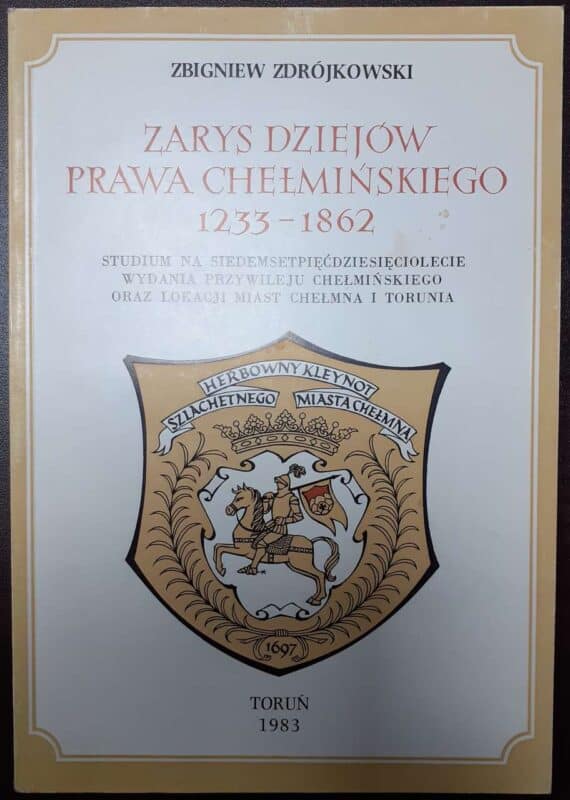 ZBIGNIEW ZDRÓJKOWSKI
ZARYS DZIEJÓW
PRAWA CHEŁMIŃSKIEGO
1233–1862
STUDIUM NA SIEDEMSETPIĘĆDZIESIĘCIOLECIE
WYDANIA PRZYWILEJU CHEŁMIŃSKIEGO
ORAZ LOKACJI MIAST CHEŁMNA I TORUNIA
HERBOWNY KLEYNOT
SZLACHETNEGO MIASTA CHEŁMNA
1697
TORUŃ
1983